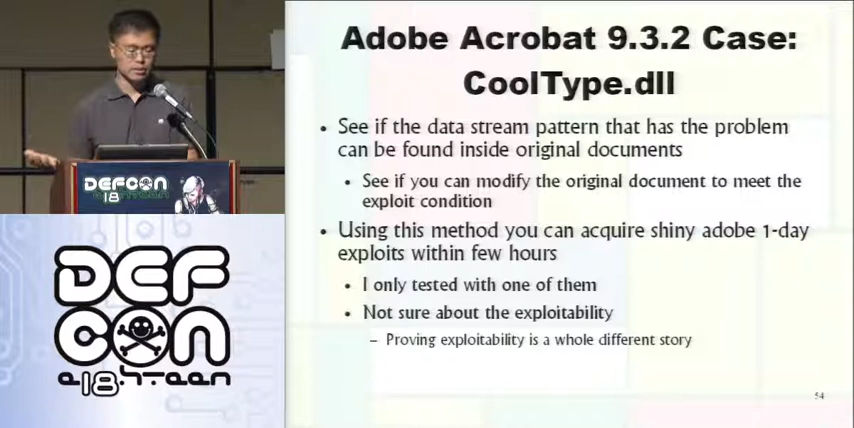 Adobe Acrobat 9.3.2 Case:
CoolType.dll
• See if the data stream pattern that has the problem
can be found inside original documents
• See if you can modify the original document to meet the
exploit condition
• Using this method you can acquire shiny adobe 1-day
exploits within few hours
• I only tested with one of them
• Not sure about the exploitability
– Proving exploitability is a whole different story
54
DEFCON
18
DEF
CON
e18hteen